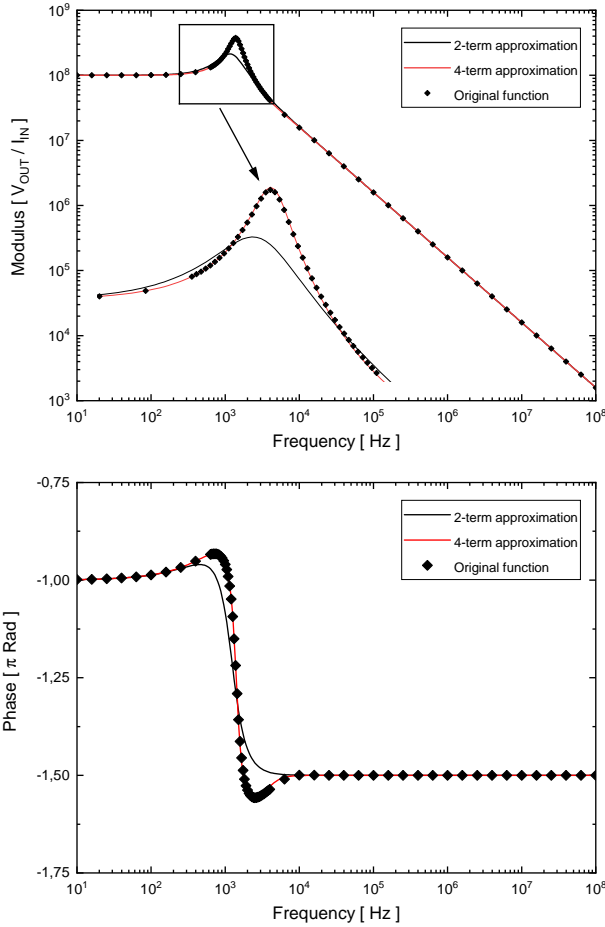 10^9
10^8
10^7
10^6
10^5
10^4
10^3
Modulus [ V_OUT / I_IN ]
2-term approximation
4-term approximation
Original function
10^1 10^2 10^3 10^4 10^5 10^6 10^7 10^8
Frequency [ Hz ]
-0,75
-1,00
-1,25
-1,50
-1,75
Phase [ π Rad ]
2-term approximation
4-term approximation
Original function
10^1 10^2 10^3 10^4 10^5 10^6 10^7 10^8
Frequency [ Hz ]